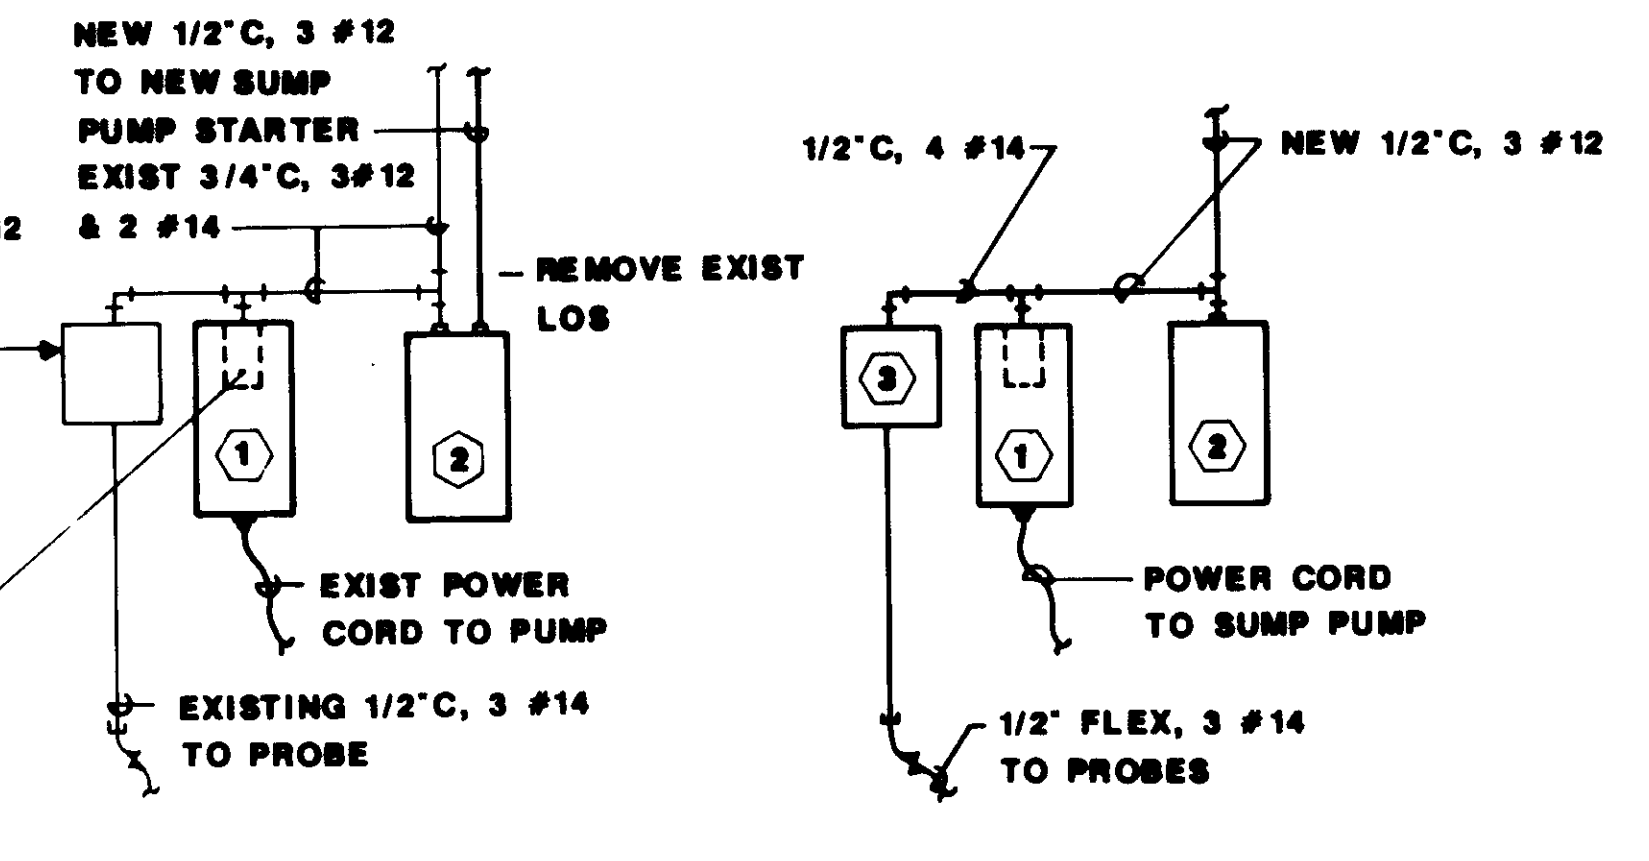 NEW 1/2"C, 3 #12
TO NEW SUMP
PUMP STARTER
EXIST 3/4"C, 3#12
& 2 #14
REMOVE EXIST
LOS
1
2
EXIST POWER
CORD TO PUMP
EXISTING 1/2"C, 3 #14
TO PROBE
1/2"C, 4 #14
NEW 1/2"C, 3 #12
3
1
2
POWER CORD
TO SUMP PUMP
1/2" FLEX, 3 #14
TO PROBES